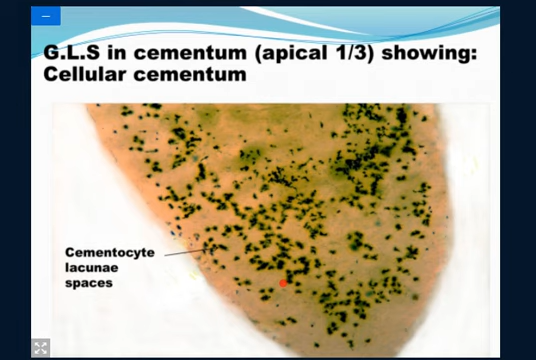 G.L.S in cementum (apical 1/3) showing:
Cellular cementum
Cementocyte
lacunae
spaces